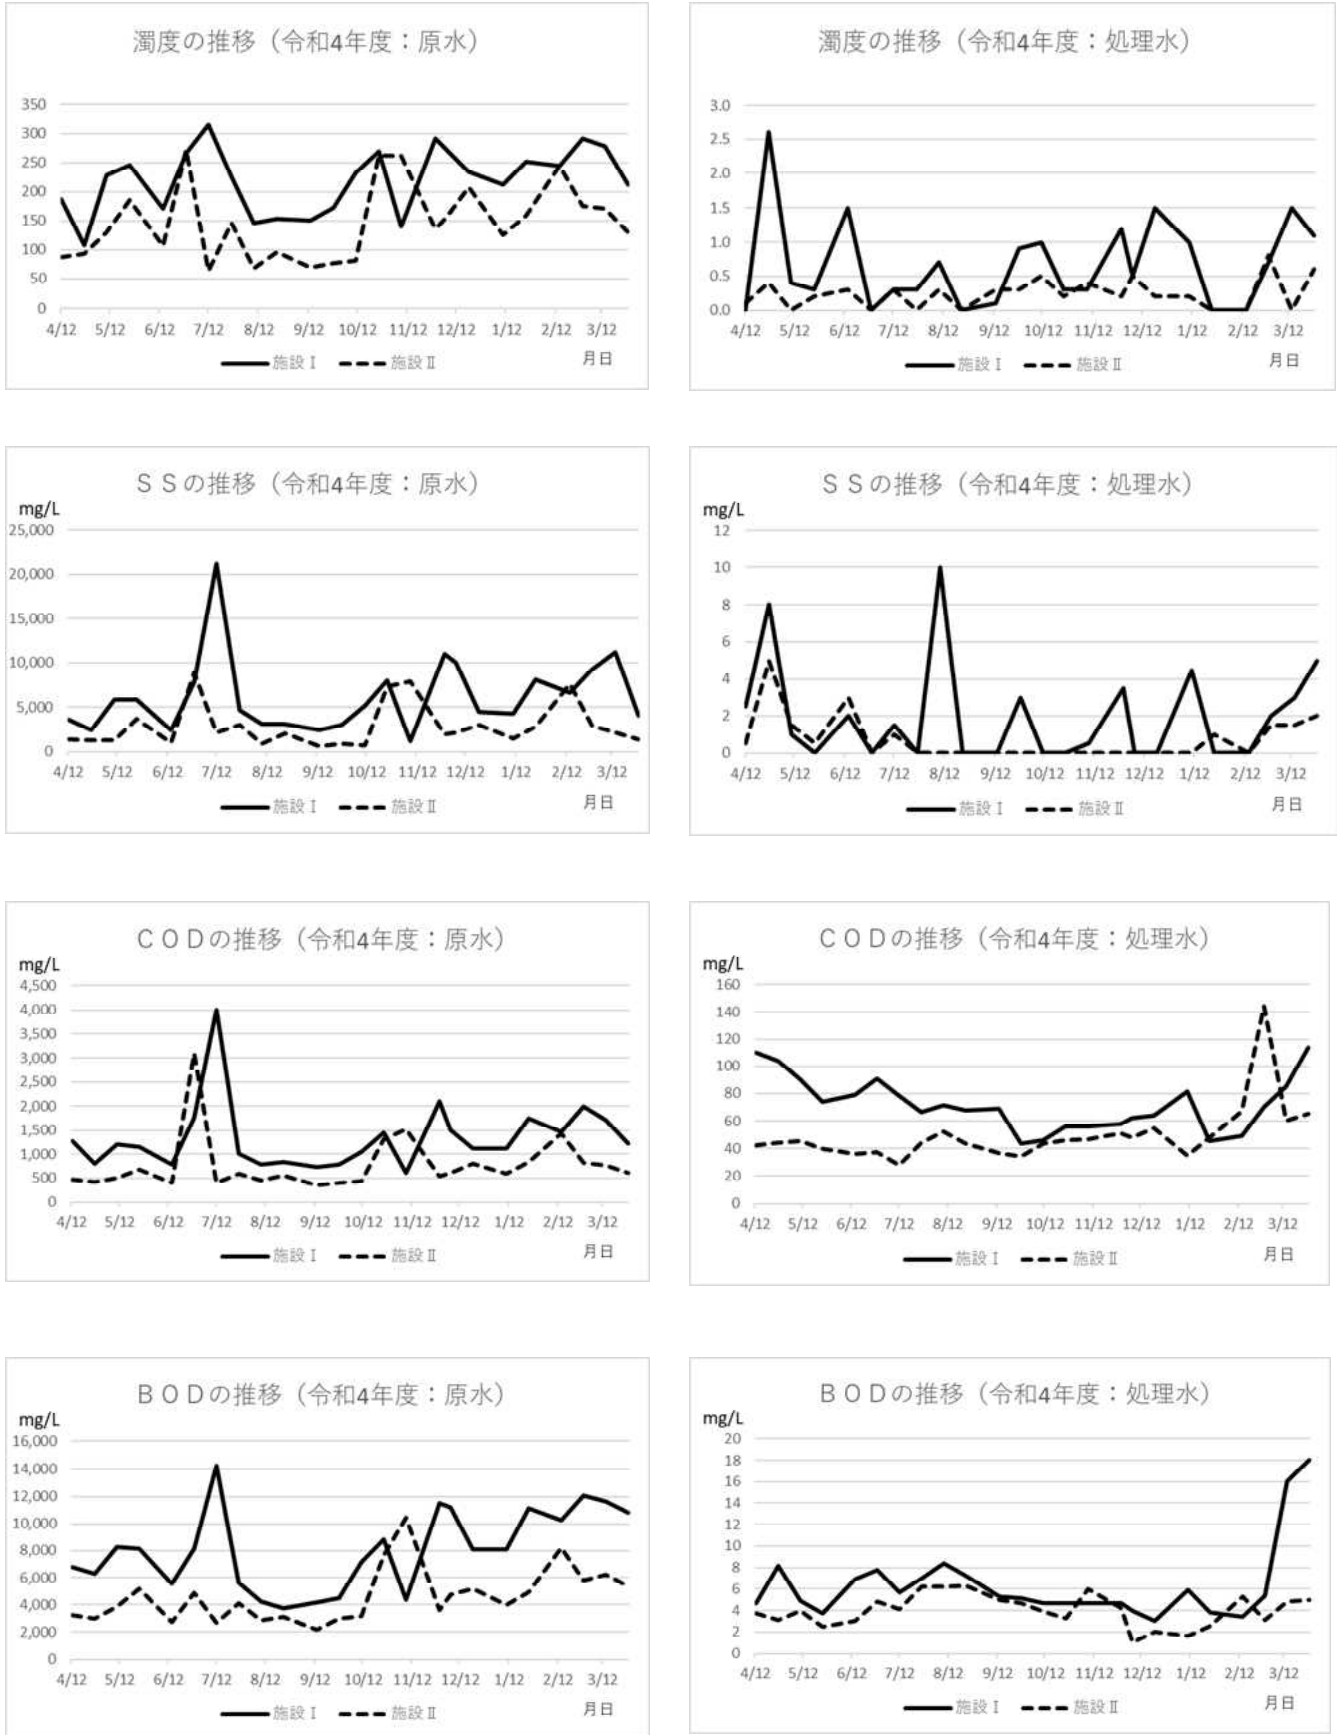 濁度の推移（令和4年度：原水）
350
300
250
200
150
100
50
0
4/12 5/12 6/12 7/12 8/12 9/12 10/12 11/12 12/12 1/12 2/12 3/12
施設Ⅰ 施設Ⅱ 月日
濁度の推移（令和4年度：処理水）
3.0
2.5
2.0
1.5
1.0
0.5
0.0
4/12 5/12 6/12 7/12 8/12 9/12 10/12 11/12 12/12 1/12 2/12 3/12
施設Ⅰ 施設Ⅱ 月日
ＳＳの推移（令和4年度：原水）
mg/L
25,000
20,000
15,000
10,000
5,000
0
4/12 5/12 6/12 7/12 8/12 9/12 10/12 11/12 12/12 1/12 2/12 3/12
施設Ⅰ 施設Ⅱ 月日
ＳＳの推移（令和4年度：処理水）
mg/L
12
10
8
6
4
2
0
4/12 5/12 6/12 7/12 8/12 9/12 10/12 11/12 12/12 1/12 2/12 3/12
施設Ⅰ 施設Ⅱ 月日
ＣＯＤの推移（令和4年度：原水）
mg/L
4,500
4,000
3,500
3,000
2,500
2,000
1,500
1,000
500
0
4/12 5/12 6/12 7/12 8/12 9/12 10/12 11/12 12/12 1/12 2/12 3/12
施設Ⅰ 施設Ⅱ 月日
ＣＯＤの推移（令和4年度：処理水）
mg/L
160
140
120
100
80
60
40
20
0
4/12 5/12 6/12 7/12 8/12 9/12 10/12 11/12 12/12 1/12 2/12 3/12
施設Ⅰ 施設Ⅱ 月日
ＢＯＤの推移（令和4年度：原水）
mg/L
16,000
14,000
12,000
10,000
8,000
6,000
4,000
2,000
0
4/12 5/12 6/12 7/12 8/12 9/12 10/12 11/12 12/12 1/12 2/12 3/12
施設Ⅰ 施設Ⅱ 月日
ＢＯＤの推移（令和4年度：処理水）
mg/L
20
18
16
14
12
10
8
6
4
2
0
4/12 5/12 6/12 7/12 8/12 9/12 10/12 11/12 12/12 1/12 2/12 3/12
施設Ⅰ 施設Ⅱ 月日